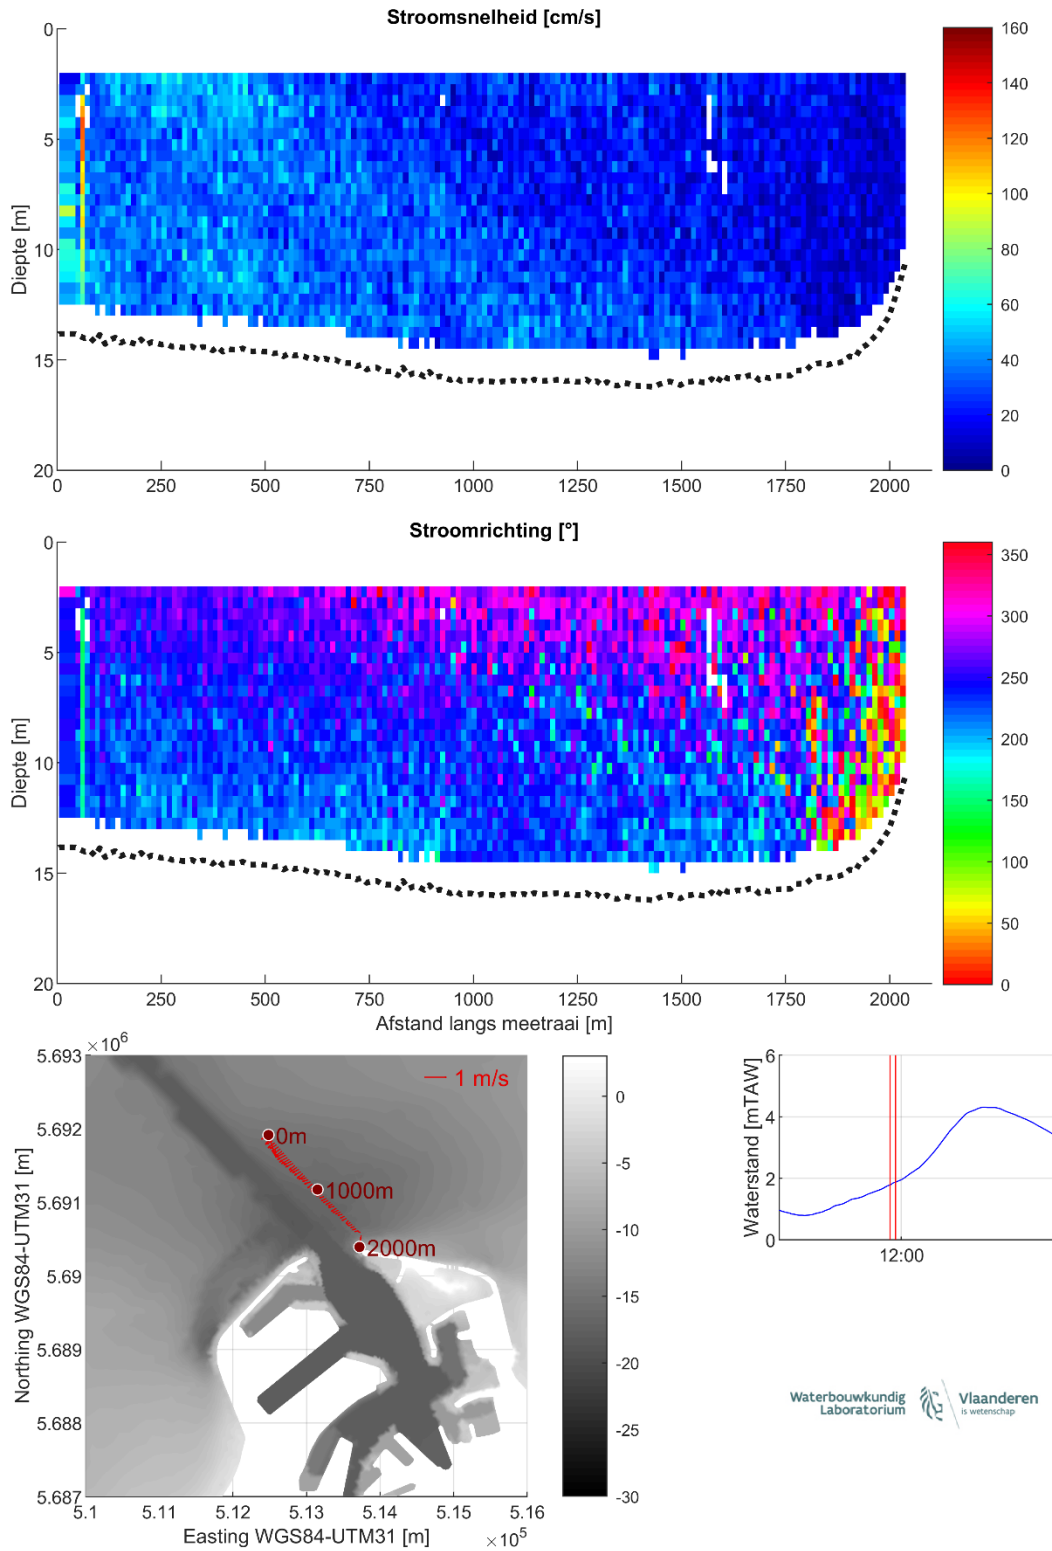 Stroomsnelheid [cm/s]
Diepte [m]
0
5
10
15
20
0 250 500 750 1000 1250 1500 1750 2000
160
140
120
100
80
60
40
20
0
Stroomrichting [°]
Diepte [m]
0
5
10
15
20
0 250 500 750 1000 1250 1500 1750 2000
Afstand langs meetraai [m]
350
300
250
200
150
100
50
0
×10⁶
5.693
5.692
5.691
5.69
5.689
5.688
5.687
Northing WGS84-UTM31 [m]
1 m/s
0m
1000m
2000m
5.1 5.11 5.12 5.13 5.14 5.15 5.16
Easting WGS84-UTM31 [m]
×10⁵
0
-5
-10
-15
-20
-25
-30
Waterstand [mTAW]
6
4
2
0
12:00
Waterbouwkundig
Laboratorium
Vlaanderen
is wetenschap